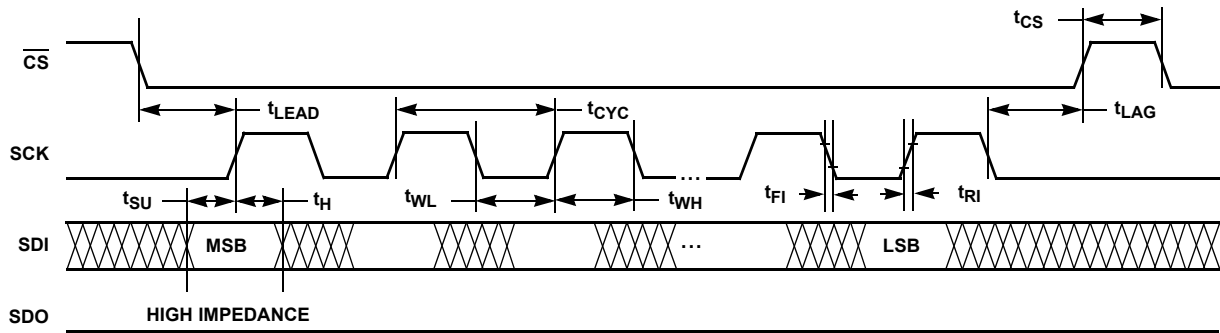 tCS
CS
tLEAD
tCYC
tLAG
SCK
...
tSU
tH
tWL
tWH
tFI
tRI
SDI
MSB
...
LSB
SDO
HIGH IMPEDANCE